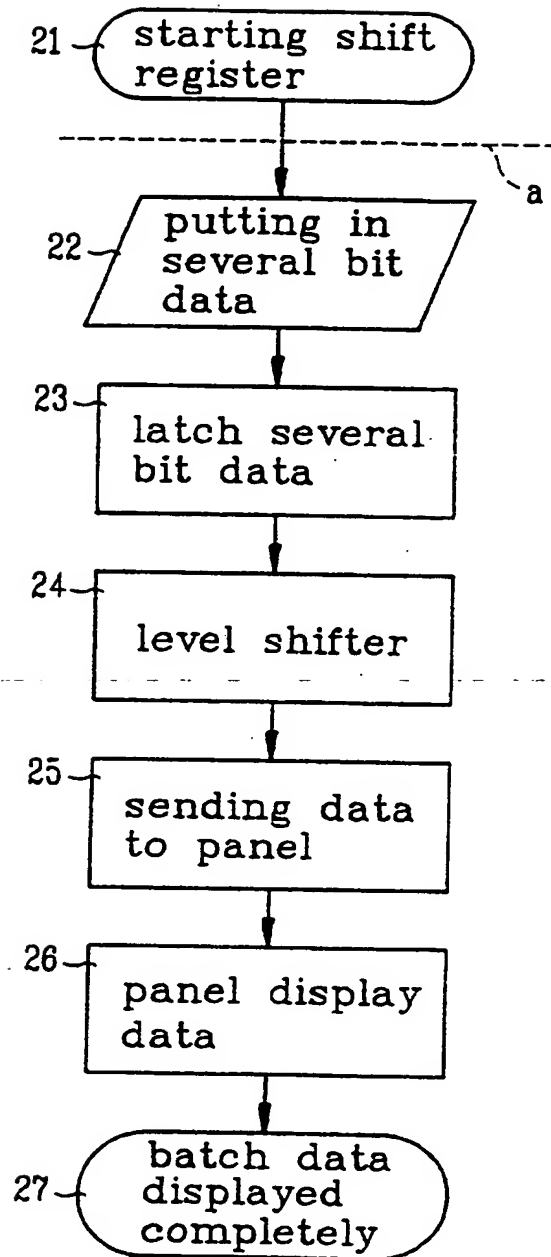 21 starting shift
register
a
22 putting in
several bit
data
23 latch several
bit data
24 level shifter
25 sending data
to panel
26 panel display
data
27 batch data
displayed
completely